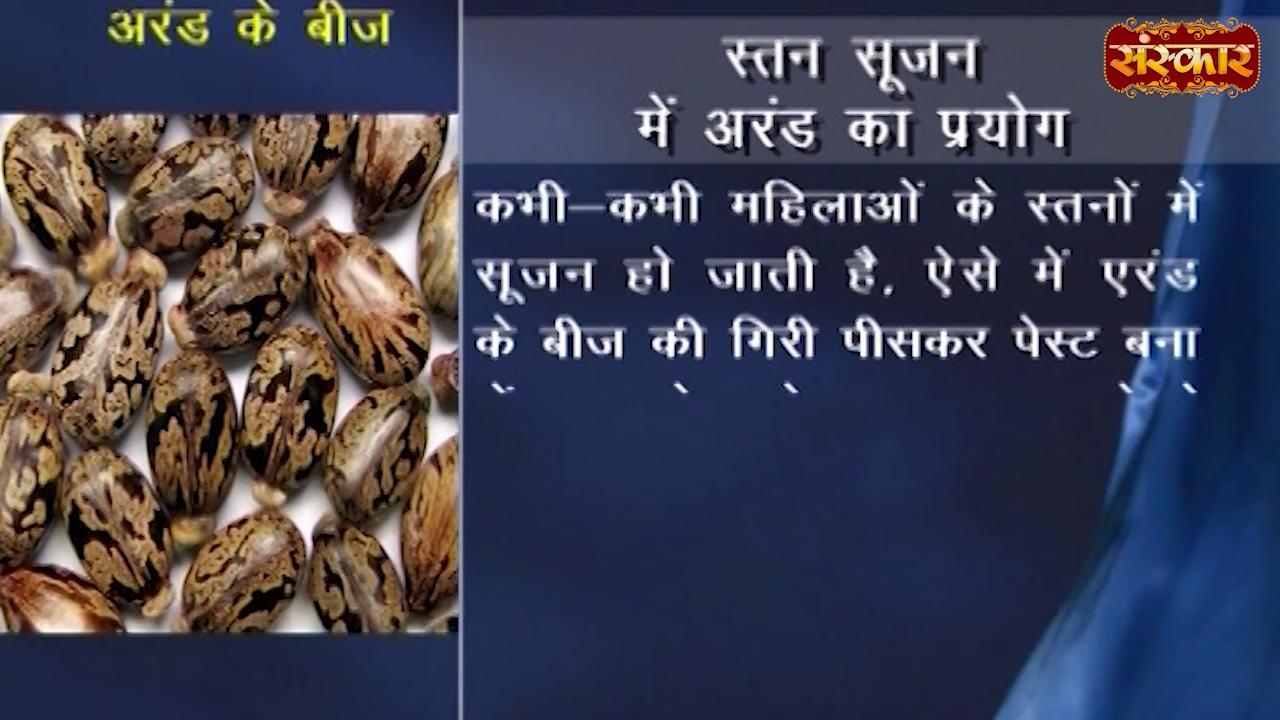 अरंड के बीज
स्तन सूजन
में अरंड का प्रयोग
संस्कार
कभी–कभी महिलाओं के स्तनों में
सूजन हो जाती है, ऐसे में एरंड
के बीज की गिरी पीसकर पेस्ट बना